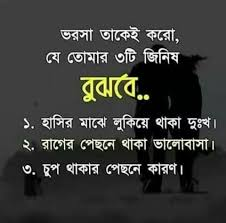 ভরসা তাকেই করো,
যে তোমার ৩টি জিনিষ
বুঝবে..
১. হাসির মাঝে লুকিয়ে থাকা দুঃখ।
২. রাগের পেছনে থাকা ভালোবাসা।
৩. চুপ থাকার পেছনে কারণ।